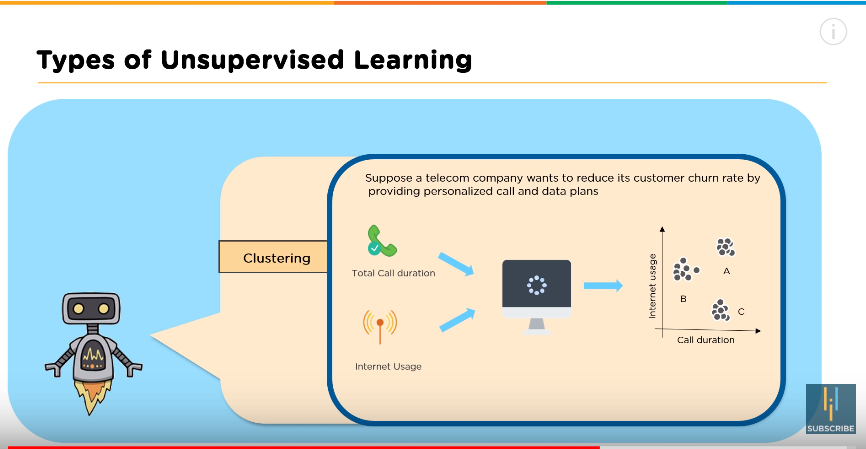 Types of Unsupervised Learning
Suppose a telecom company wants to reduce its customer churn rate by
providing personalized call and data plans
Clustering
Total Call duration
Internet Usage
Internet usage
A
B
C
Call duration
SUBSCRIBE